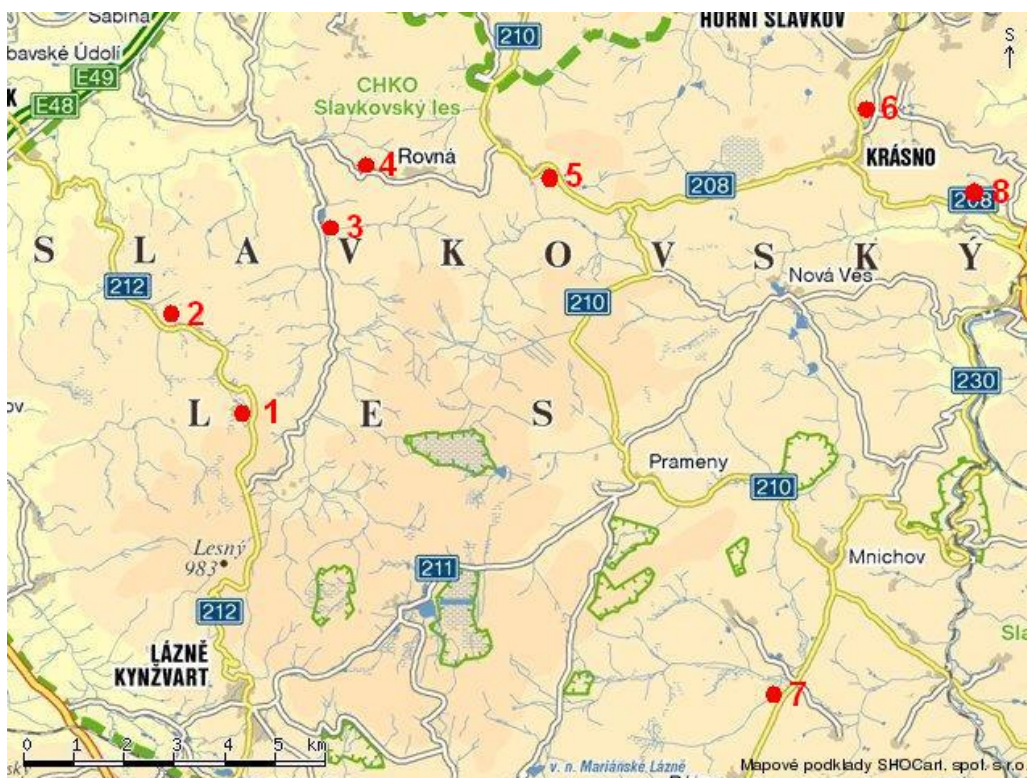 Sabina
HORNÍ SLAVKOV
210
S
bavské Údolí
E49
CHKO
Slavkovský les
K
E48
6
4 Rovná
KRÁSNO
5
208
8
208
3
S L A V K O V S K Ý
212
Nová Ves
2
210
230
ov
1
L E S
Prameny
210
Lesný
983
211
Mnichov
212
LÁZNĚ
KYNŽVART
Sla
7
0 1 2 3 4 5 km
v. n. Mariánské Lázně
Mapové podklady SHOCart, spol. s r.o